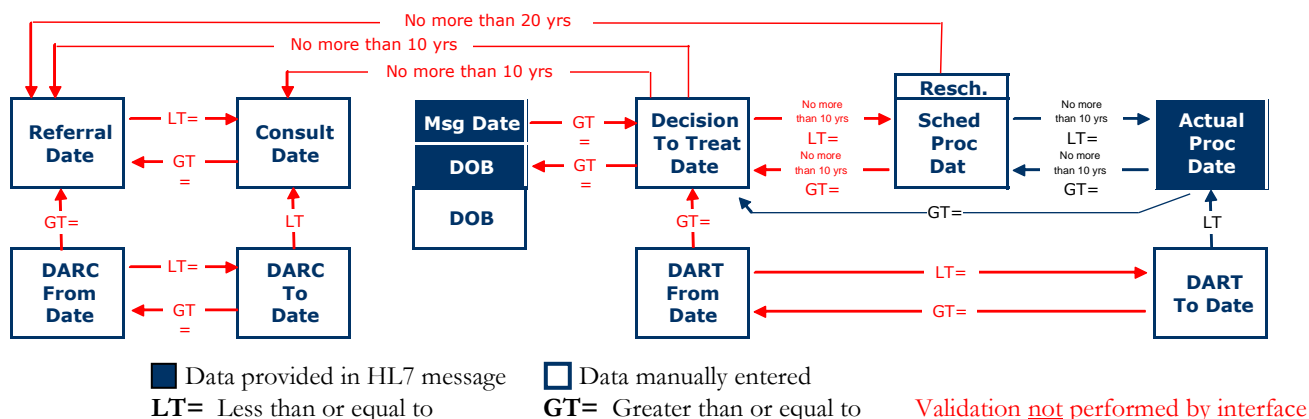 No more than 20 yrs
No more than 10 yrs
No more than 10 yrs
Referral
Date
LT=
GT
=
Consult
Date
Msg Date
DOB
DOB
GT
=
GT
=
Decision
To Treat
Date
No more
than 10 yrs
LT=
No more
than 10 yrs
GT=
Resch.
Sched
Proc
Dat
No more
than 10 yrs
LT=
No more
than 10 yrs
GT=
Actual
Proc
Date
GT=
GT=
LT
GT=
LT
DARC
From
Date
LT=
GT
=
DARC
To
Date
DART
From
Date
LT=
GT=
DART
To Date
Data provided in HL7 message
Data manually entered
LT= Less than or equal to
GT= Greater than or equal to
Validation not performed by interface